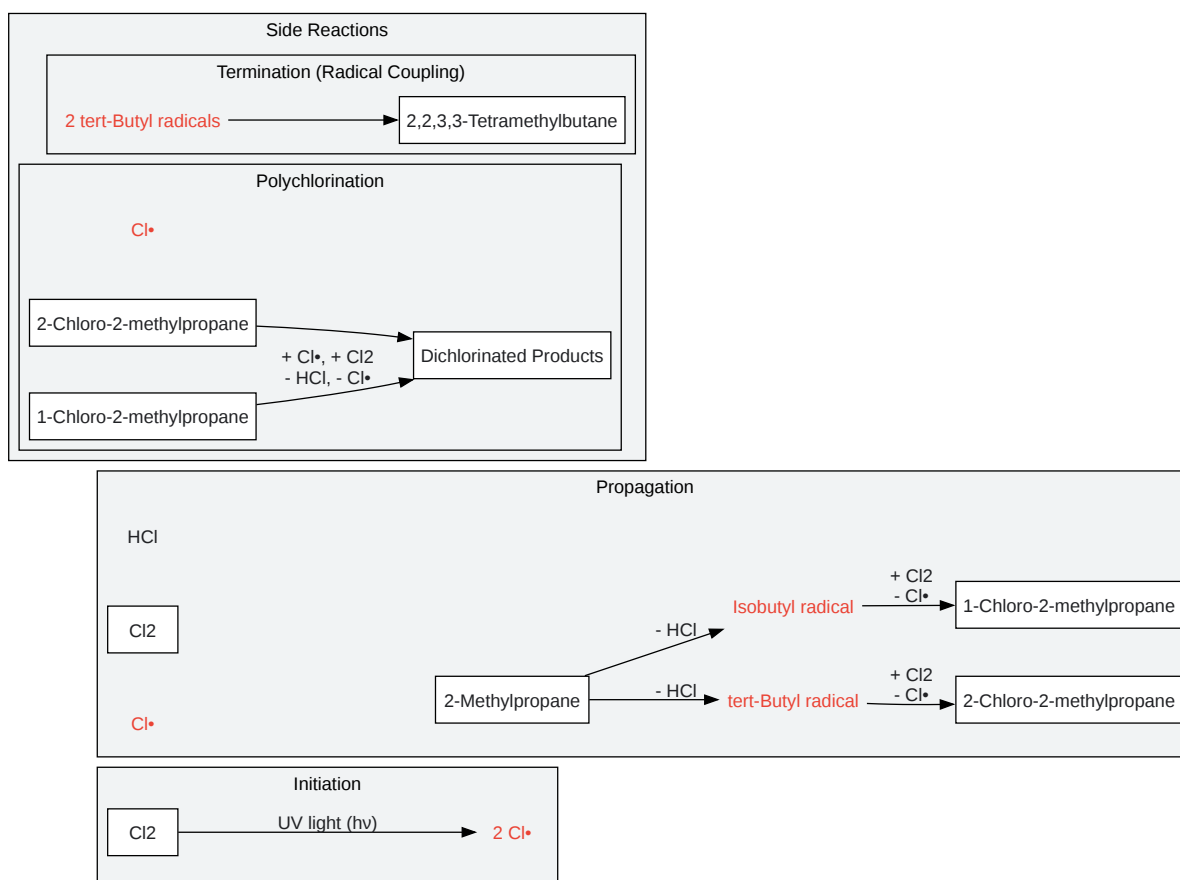 Side Reactions
Termination (Radical Coupling)
2 tert-Butyl radicals
2,2,3,3-Tetramethylbutane
Polychlorination
Cl•
2-Chloro-2-methylpropane
+ Cl•, + Cl2
- HCl, - Cl•
Dichlorinated Products
1-Chloro-2-methylpropane
Propagation
HCl
+ Cl2
- Cl•
Isobutyl radical
1-Chloro-2-methylpropane
Cl2
- HCl
+ Cl2
- Cl•
2-Methylpropane
- HCl
tert-Butyl radical
2-Chloro-2-methylpropane
Cl•
Initiation
Cl2
UV light (hν)
2 Cl•